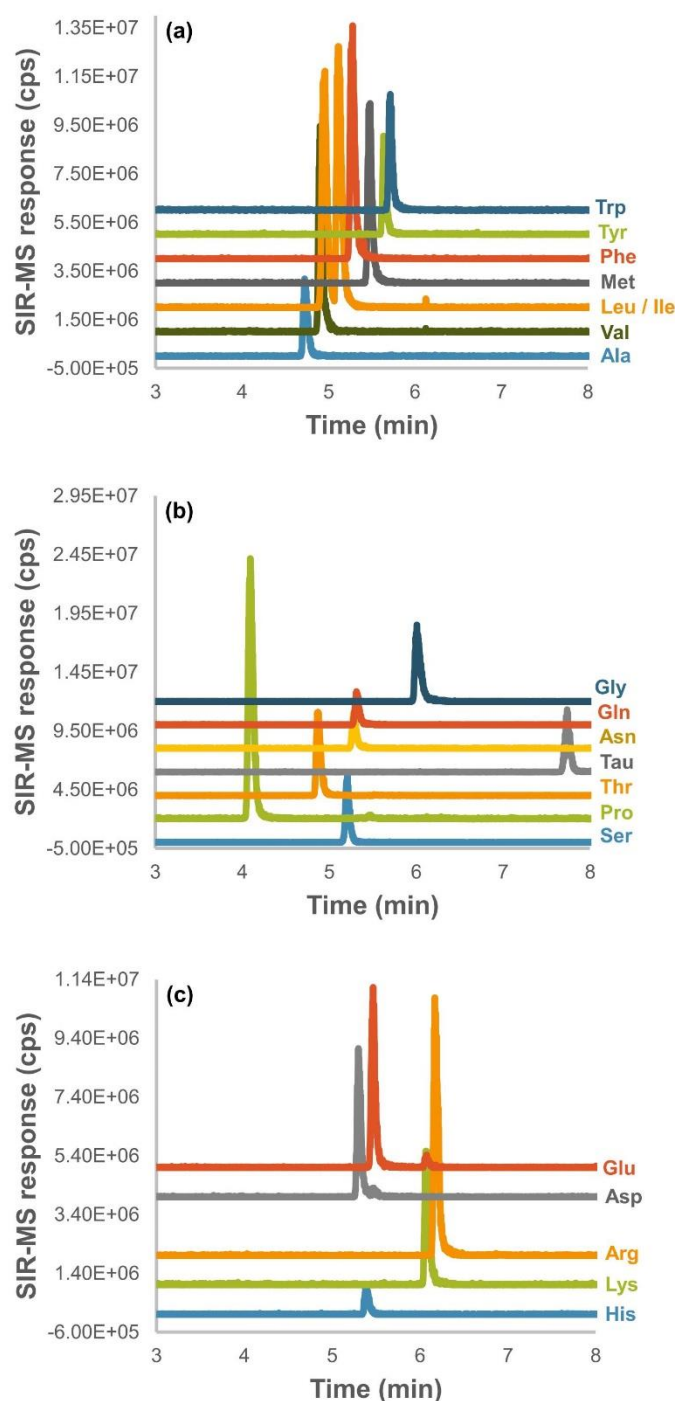 (a)
SIR-MS response (cps)
1.35E+07
1.15E+07
9.50E+06
7.50E+06
5.50E+06
3.50E+06
1.50E+06
-5.00E+05
Trp
Tyr
Phe
Met
Leu / Ile
Val
Ala
3 4 5 6 7 8
Time (min)
(b)
SIR-MS response (cps)
2.95E+07
2.45E+07
1.95E+07
1.45E+07
9.50E+06
4.50E+06
-5.00E+05
Gly
Gln
Asn
Tau
Thr
Pro
Ser
3 4 5 6 7 8
Time (min)
(c)
SIR-MS response (cps)
1.14E+07
9.40E+06
7.40E+06
5.40E+06
3.40E+06
1.40E+06
-6.00E+05
Glu
Asp
Arg
Lys
His
3 4 5 6 7 8
Time (min)